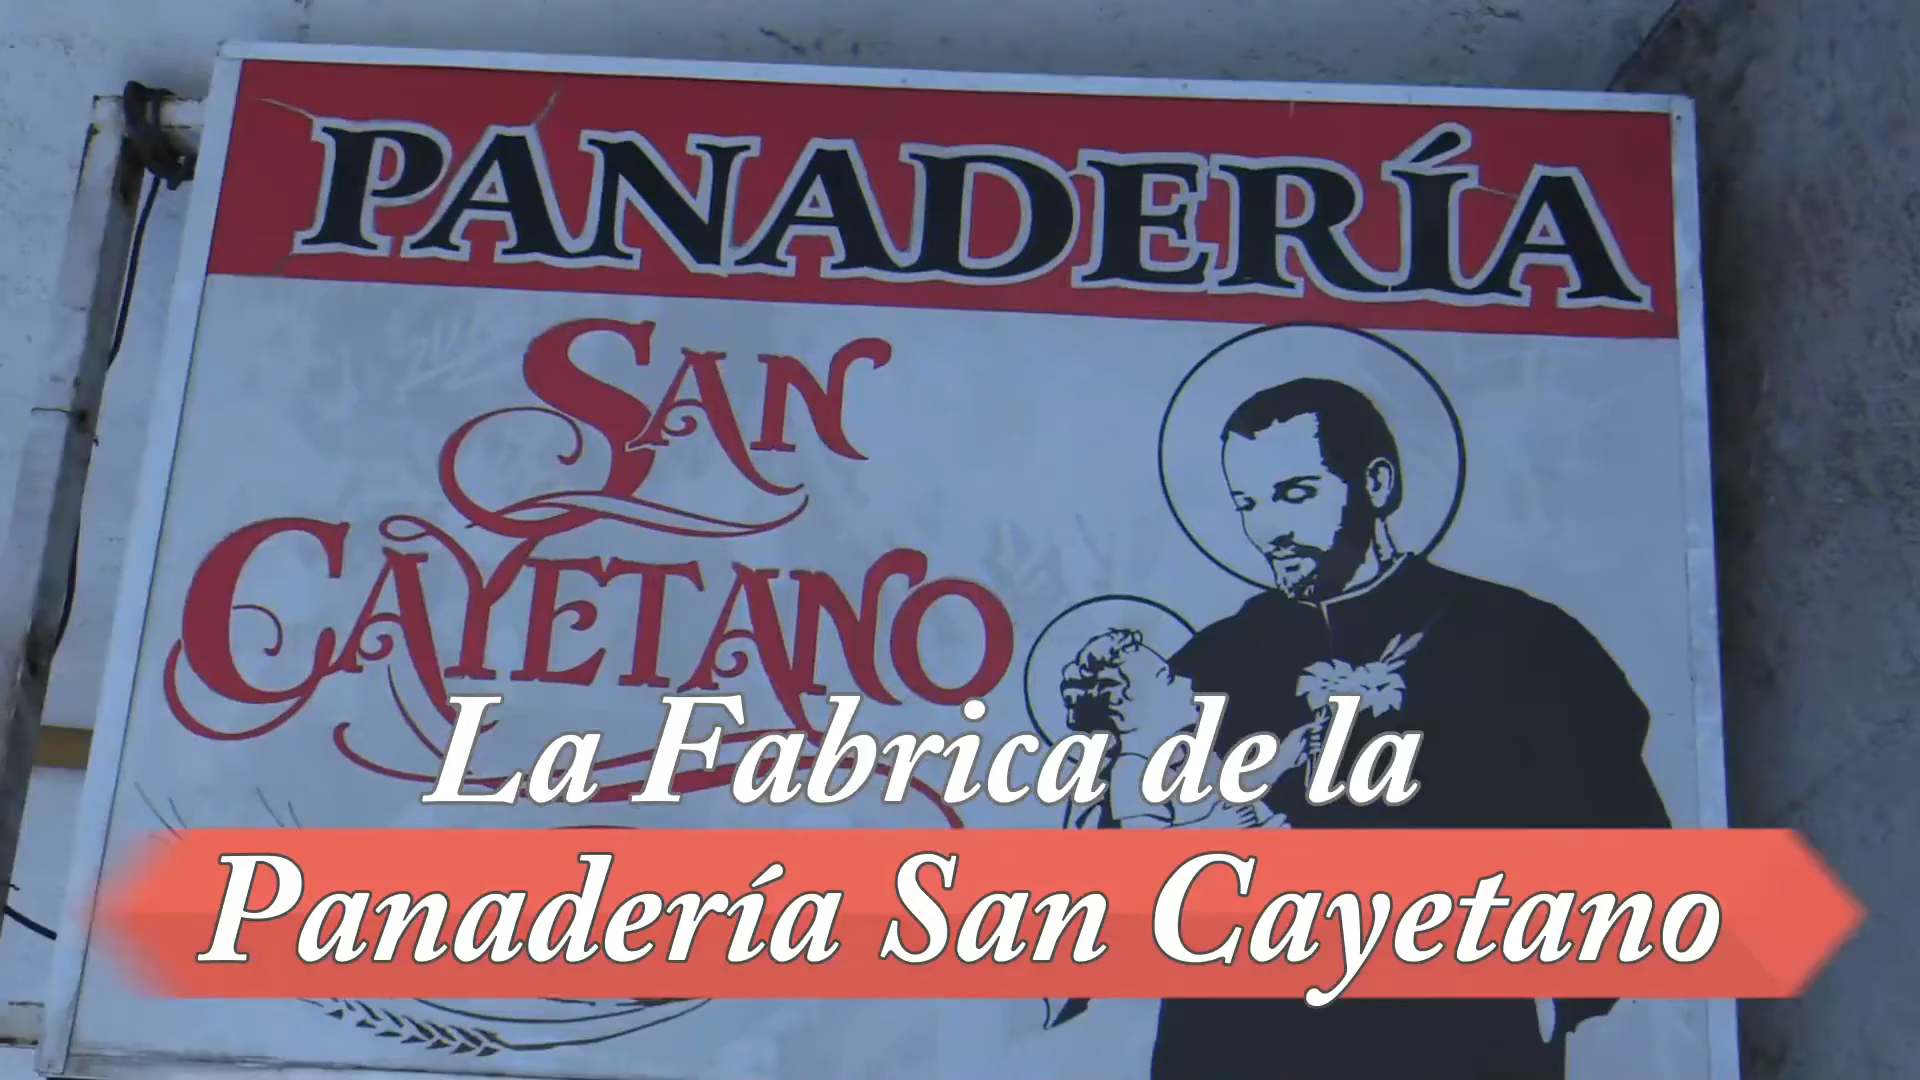 PANADERÍA
SAN
CAYETANO
La Fabrica de la
Panadería San Cayetano